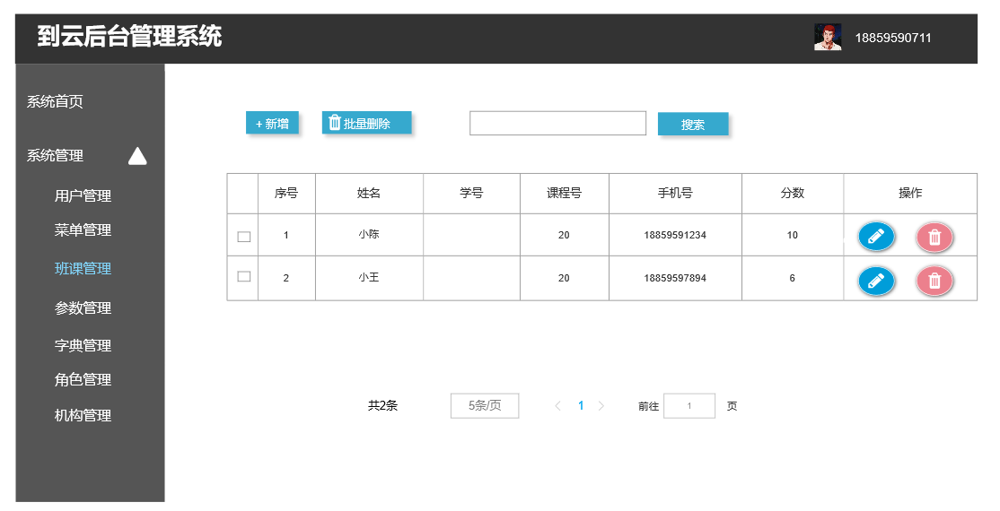 到云后台管理系统
18859590711
系统首页
系统管理
用户管理
菜单管理
班课管理
参数管理
字典管理
角色管理
机构管理
+ 新增
批量删除
搜索
序号 姓名 学号 课程号 手机号 分数 操作
1 小陈 20 18859591234 10
2 小王 20 18859597894 6
共2条 5条/页 1 前往 1 页